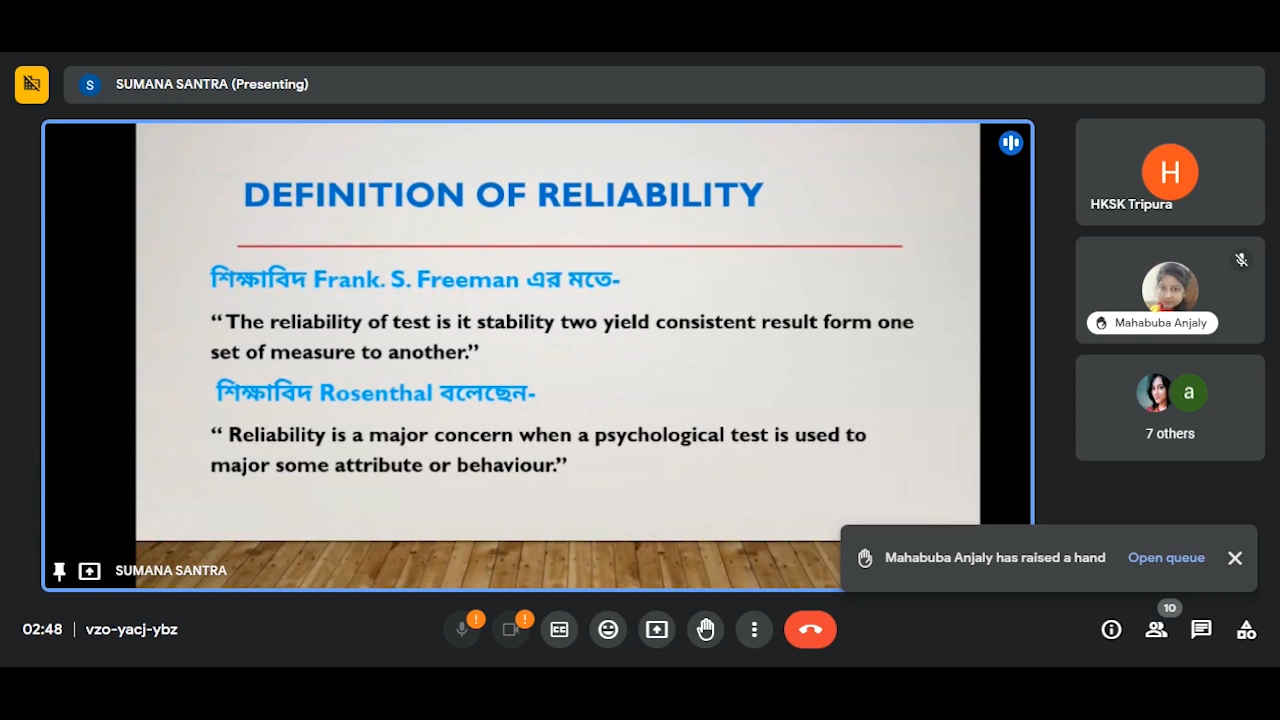 S SUMANA SANTRA (Presenting)
DEFINITION OF RELIABILITY
শিক্ষাবিদ Frank. S. Freeman এর মতে-
“ The reliability of test is it stability two yield consistent result form one
set of measure to another.”
শিক্ষাবিদ Rosenthal বলেছেন-
“ Reliability is a major concern when a psychological test is used to
major some attribute or behaviour.”
SUMANA SANTRA
H
HKSK Tripura
Mahabuba Anjaly
a
7 others
Mahabuba Anjaly has raised a hand Open queue
02:48 | vzo-yacj-ybz
CC
10